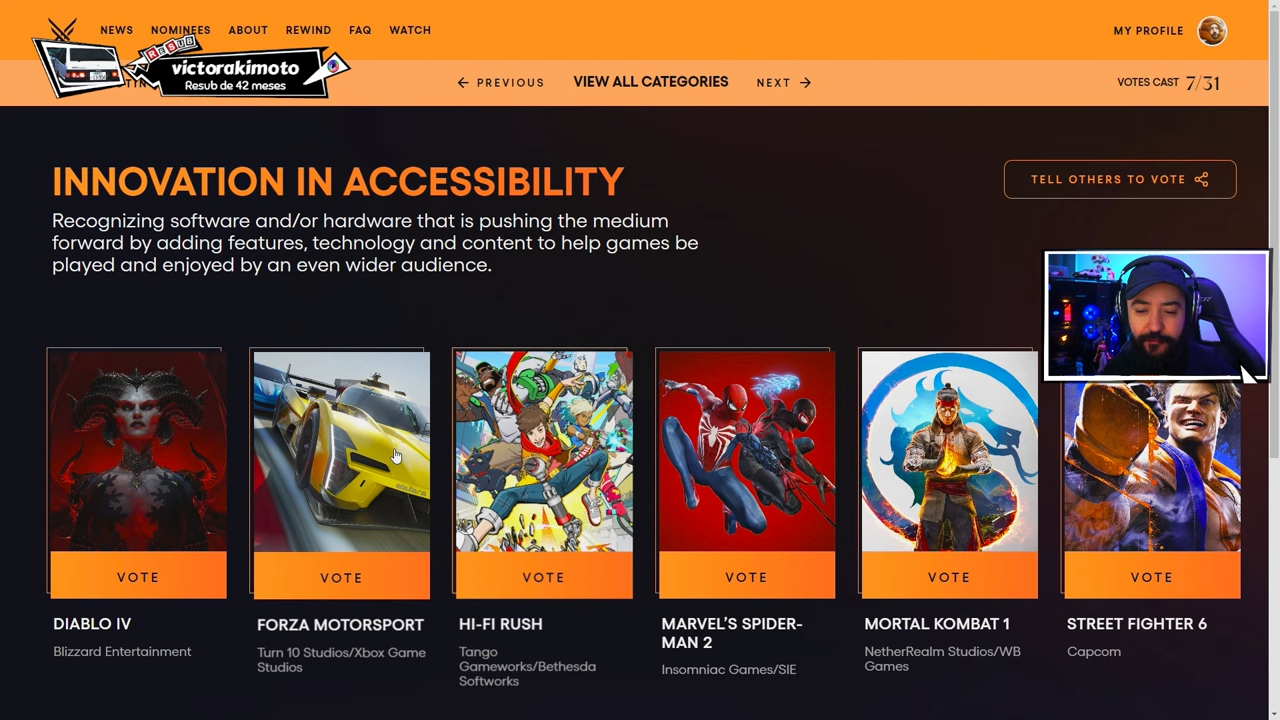 NEWS NOMINEES ABOUT REWIND FAQ WATCH
MY PROFILE
RESUB
victorakimoto
Resub de 42 meses
PREVIOUS
VIEW ALL CATEGORIES
NEXT
VOTES CAST 7/31
INNOVATION IN ACCESSIBILITY
TELL OTHERS TO VOTE
Recognizing software and/or hardware that is pushing the medium
forward by adding features, technology and content to help games be
played and enjoyed by an even wider audience.
VOTE
VOTE
VOTE
VOTE
VOTE
VOTE
DIABLO IV
Blizzard Entertainment
FORZA MOTORSPORT
Turn 10 Studios/Xbox Game
Studios
HI-FI RUSH
Tango
Gameworks/Bethesda
Softworks
MARVEL'S SPIDER-
MAN 2
Insomniac Games/SIE
MORTAL KOMBAT 1
NetherRealm Studios/WB
Games
STREET FIGHTER 6
Capcom